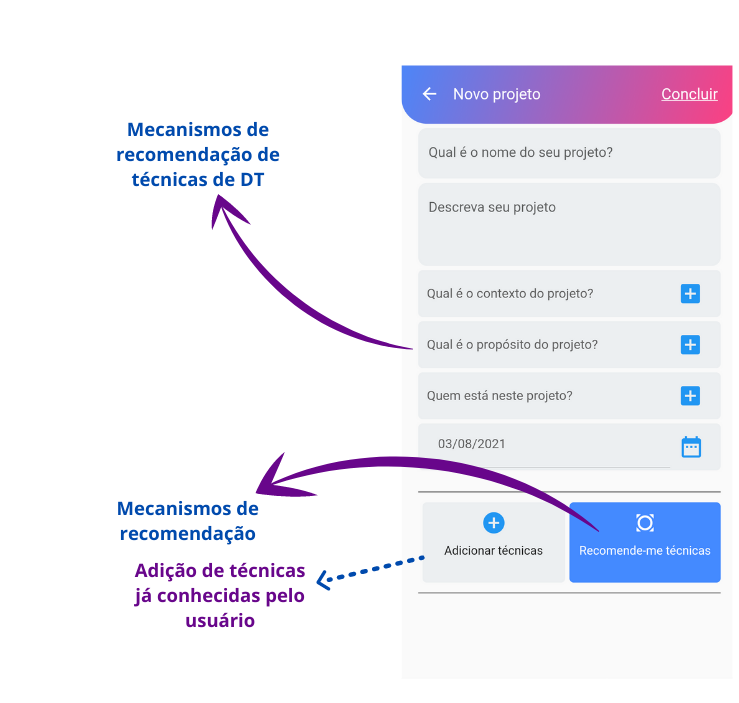 Novo projeto
Concluir
Mecanismos de
recomendação de
técnicas de DT
Qual é o nome do seu projeto?
Descreva seu projeto
Qual é o contexto do projeto?
Qual é o propósito do projeto?
Quem está neste projeto?
03/08/2021
Mecanismos de
recomendação
Adição de técnicas
já conhecidas pelo
usuário
Adicionar técnicas
Recomende-me técnicas